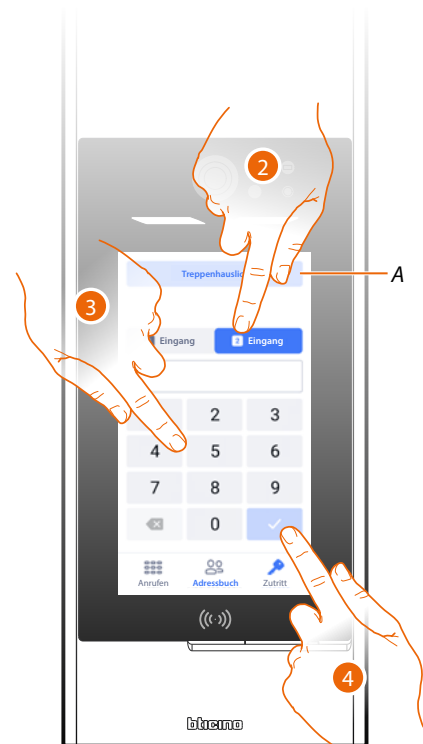 2
Treppenhauslic
A
3
Eingang
2 Eingang
2 3
4 5 6
7 8 9
0
Anrufen Adressbuch Zutritt
4
bticino